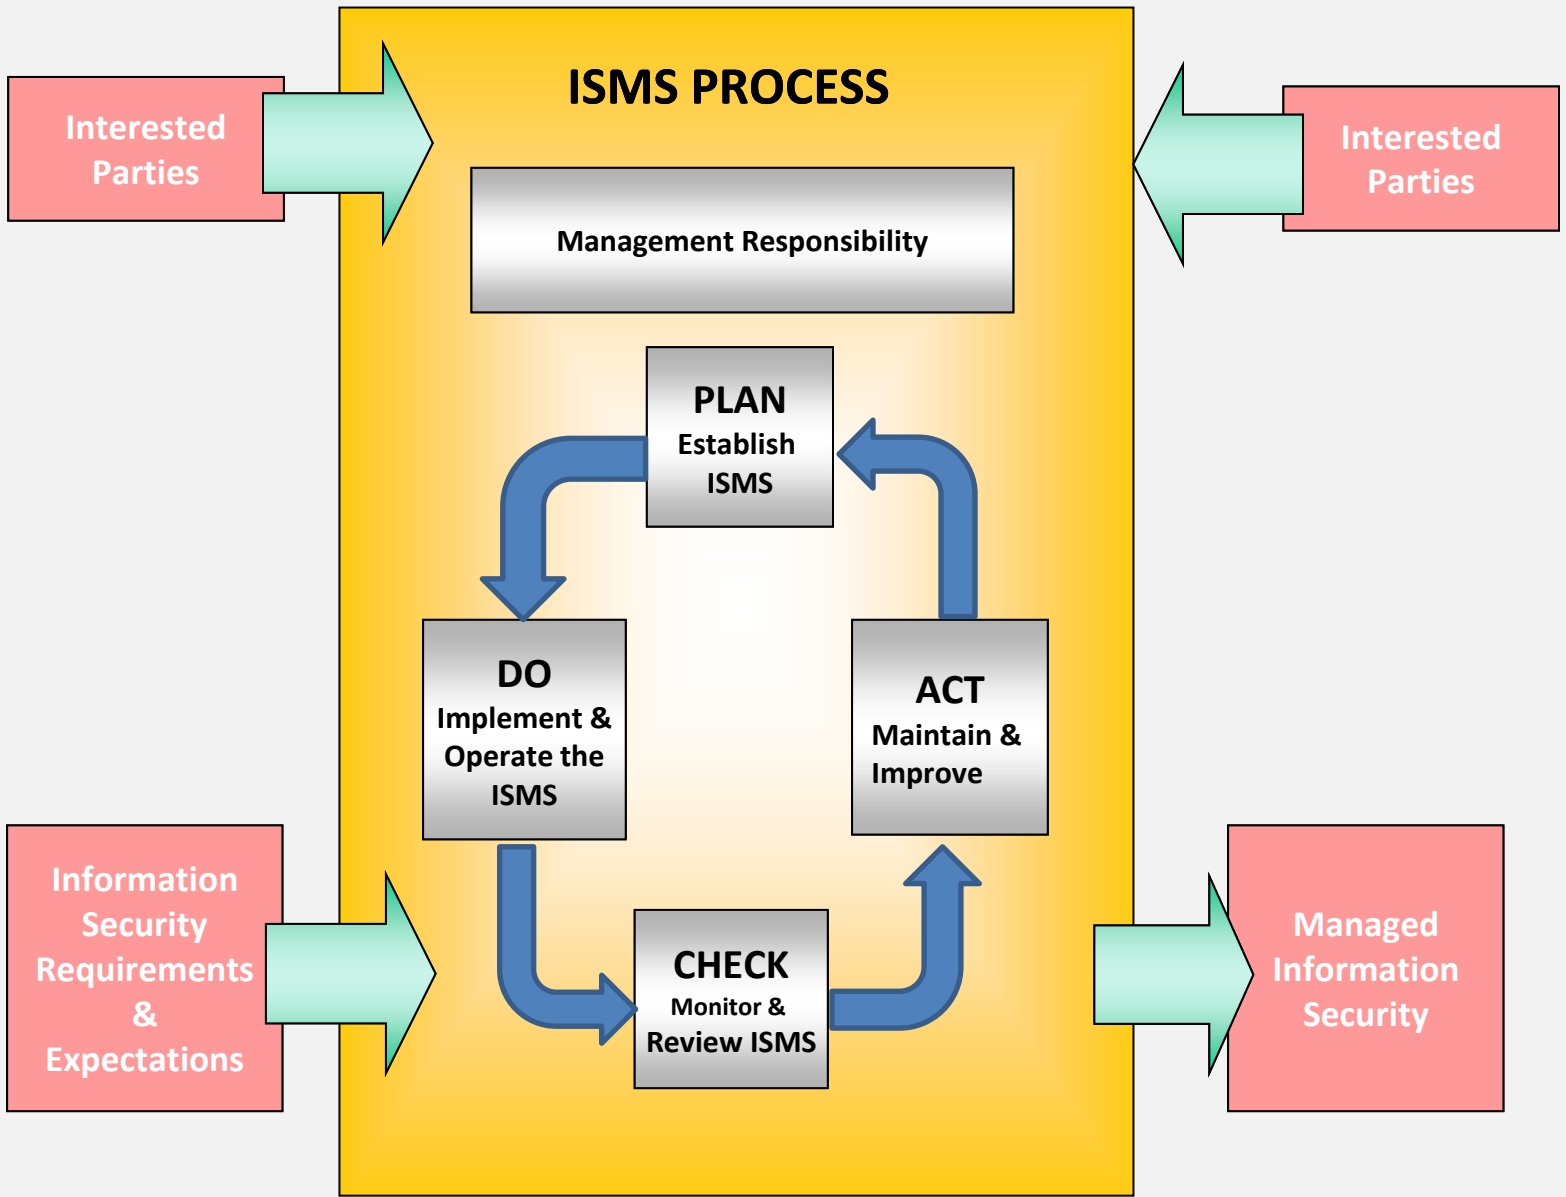 ISMS PROCESS
Interested
Parties
Interested
Parties
Management Responsibility
PLAN
Establish
ISMS
DO
Implement &
Operate the
ISMS
ACT
Maintain &
Improve
CHECK
Monitor &
Review ISMS
Information
Security
Requirements
&
Expectations
Managed
Information
Security